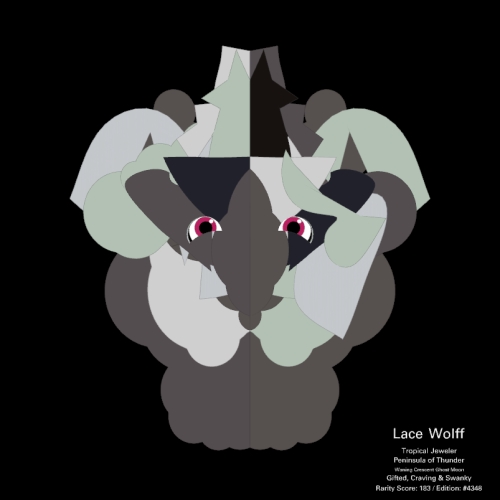 Lace Wolff
Tropical Jeweler
Peninsula of Thunder
Waning Crescent Ghost Moon
Gifted, Craving & Swanky
Rarity Score: 183 / Edition: #4348